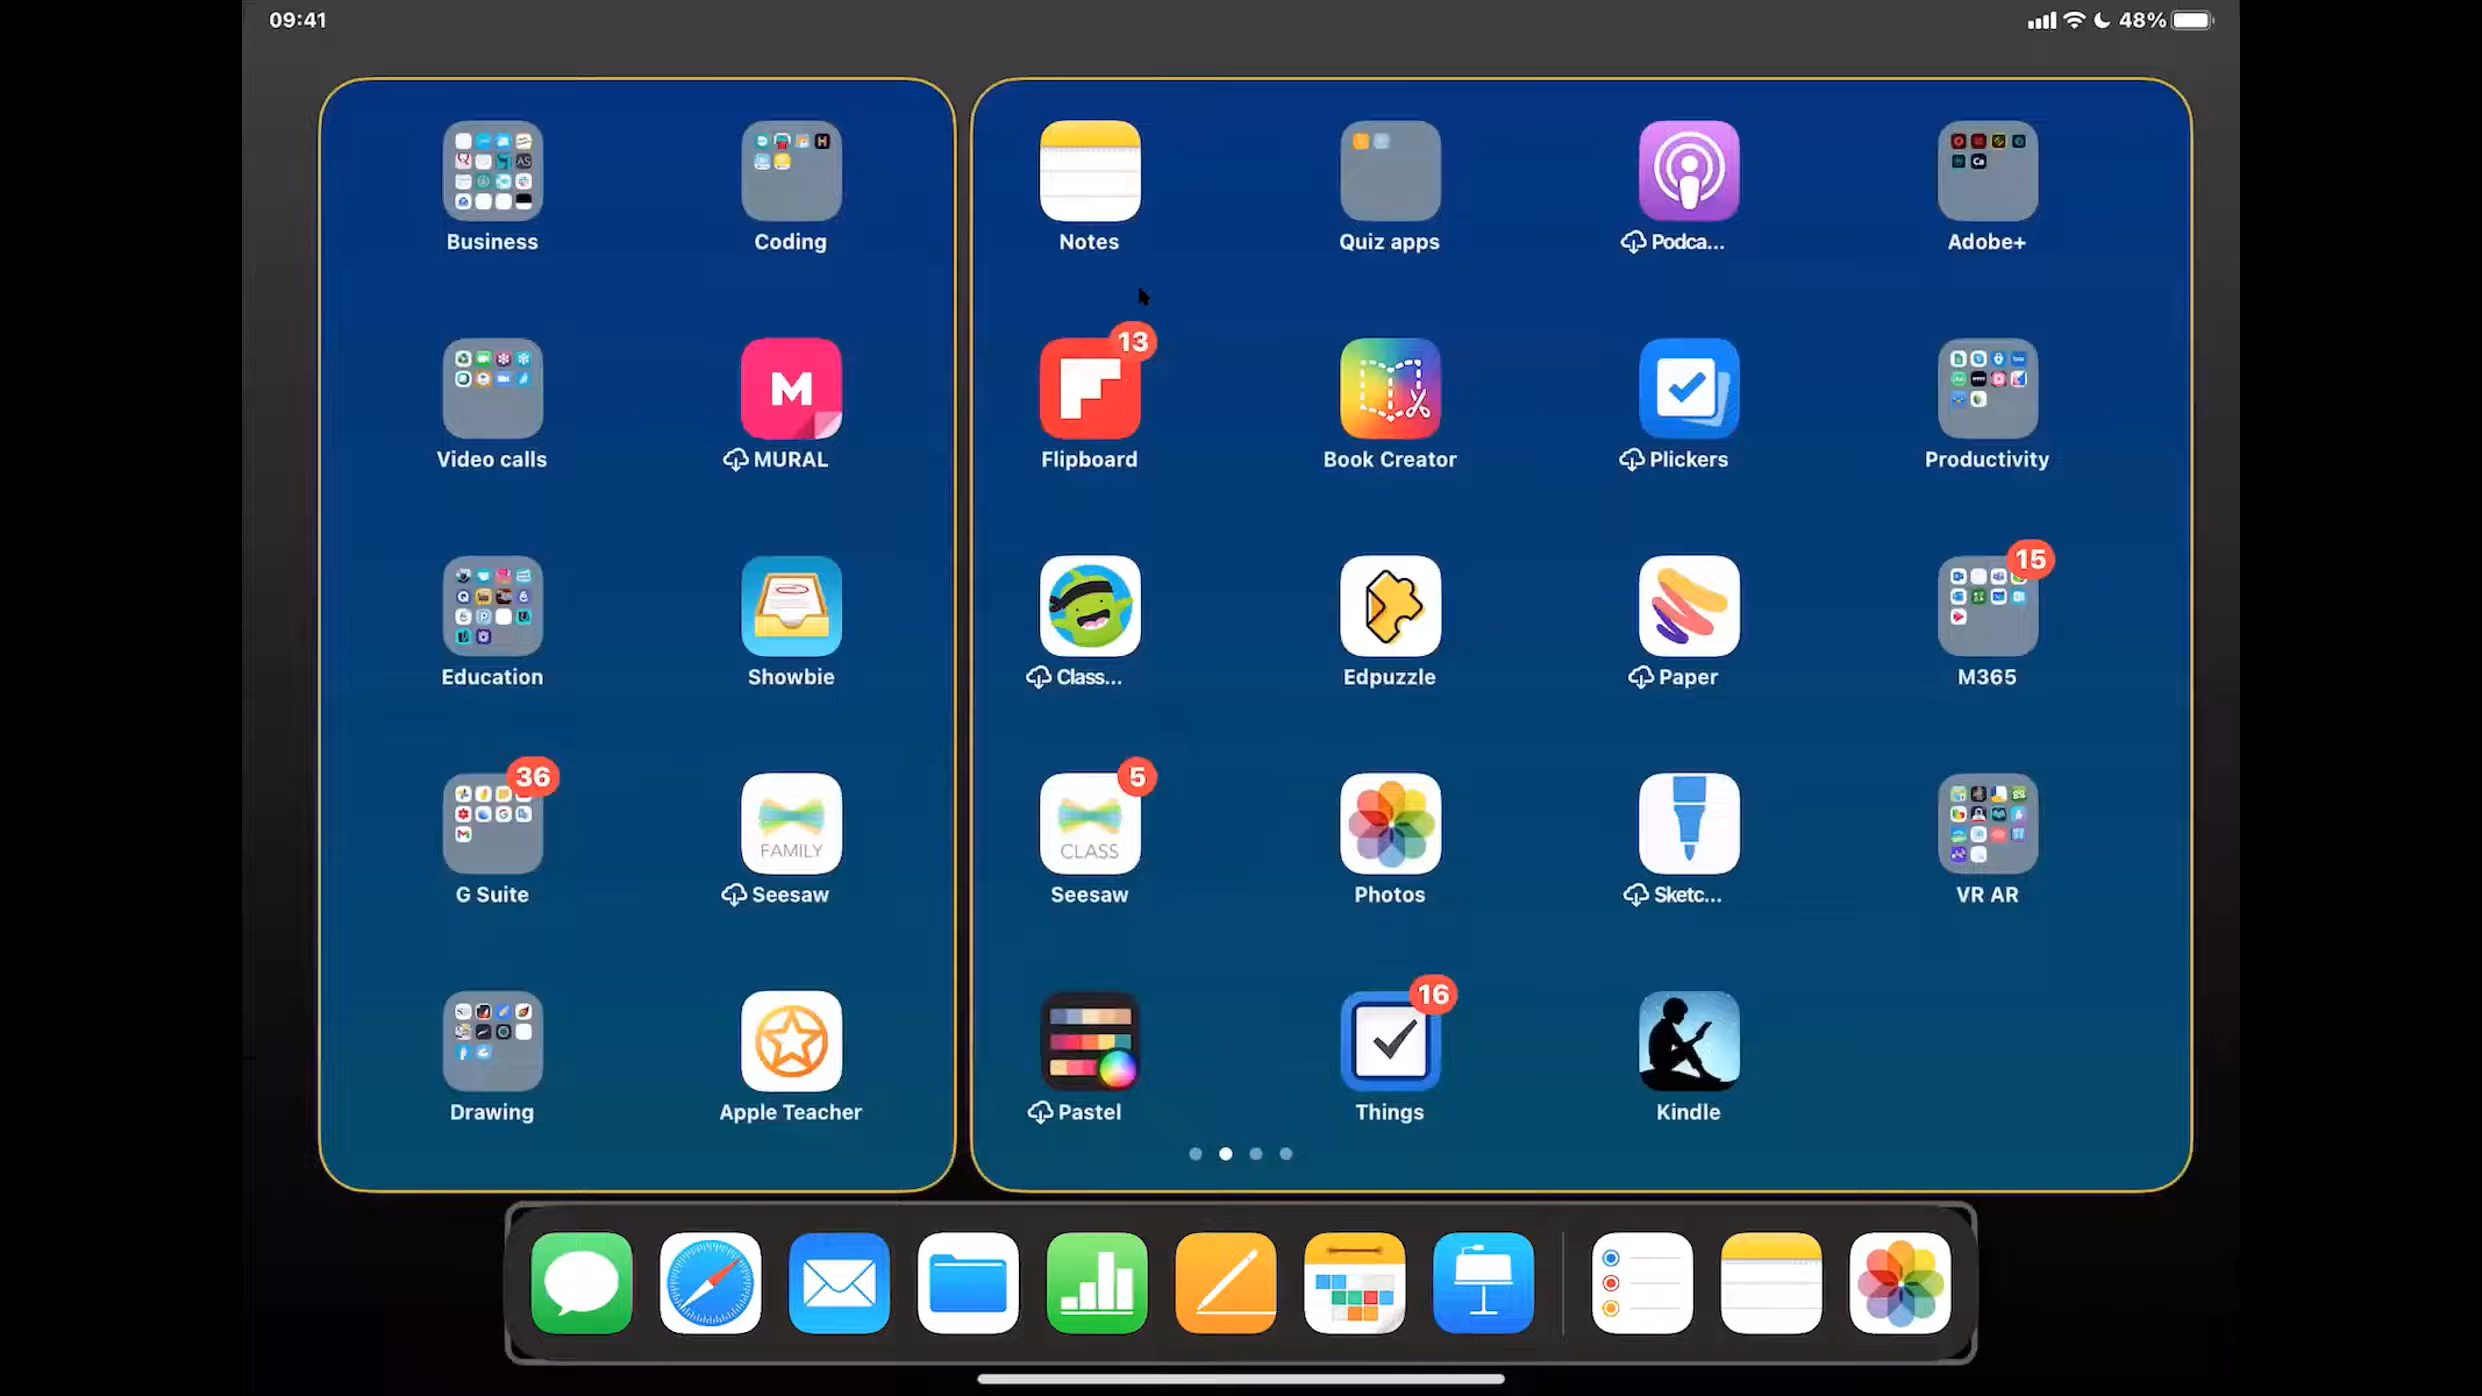 09:41
48%
Business
Coding
Notes
Quiz apps
Podca...
Adobe+
Video calls
M
MURAL
13
Flipboard
Book Creator
Plickers
Productivity
Education
Showbie
Class...
Edpuzzle
Paper
15
M365
36
G Suite
FAMILY
Seesaw
5
CLASS
Seesaw
Photos
Sketc...
VR AR
Drawing
Apple Teacher
Pastel
16
Things
Kindle